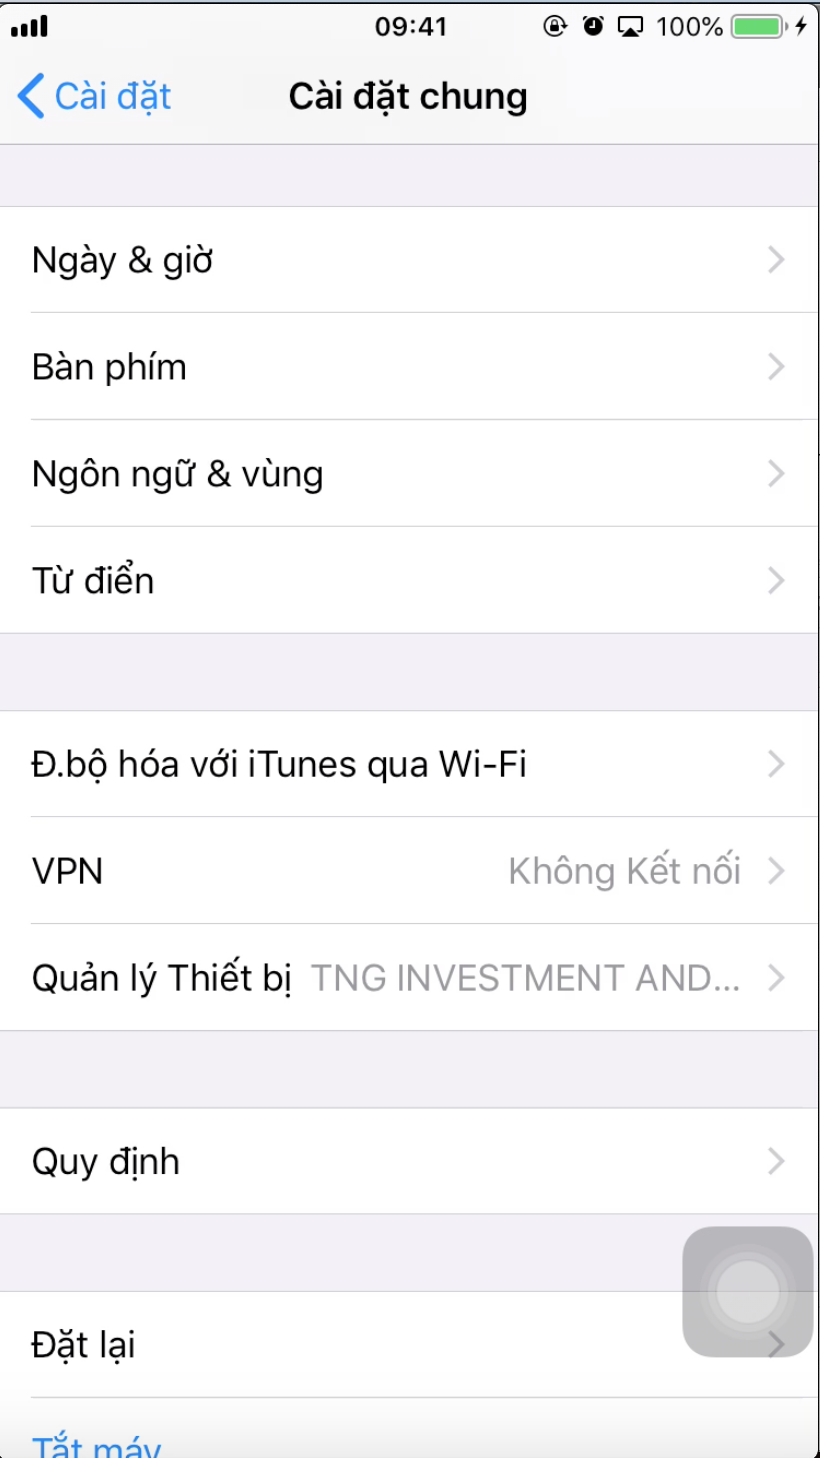 09:41 100%
Cài đặt Cài đặt chung
Ngày & giờ
Bàn phím
Ngôn ngữ & vùng
Từ điển
Đ.bộ hóa với iTunes qua Wi-Fi
VPN Không Kết nối
Quản lý Thiết bị TNG INVESTMENT AND...
Quy định
Đặt lại
Tắt máy